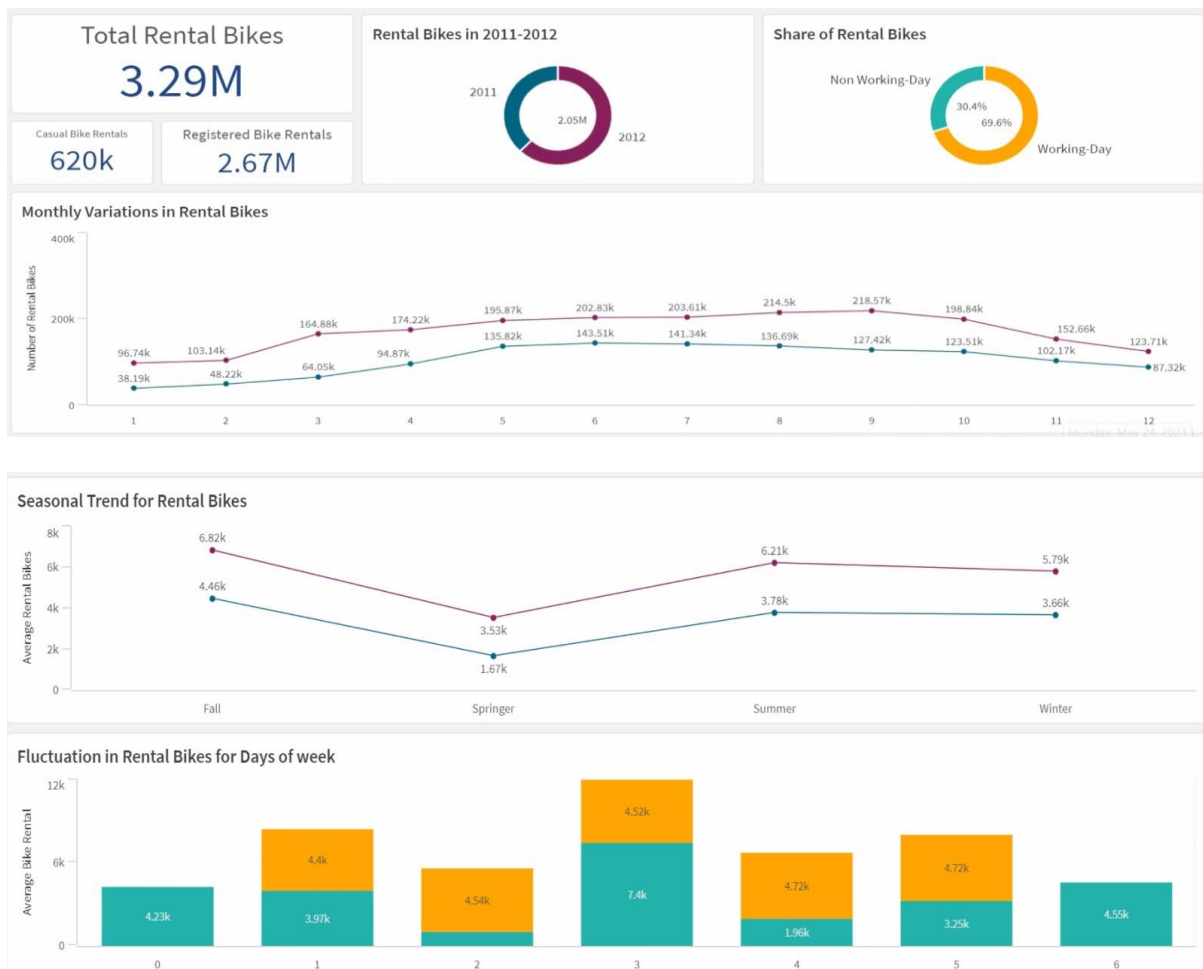 Total Rental Bikes
3.29M
Casual Bike Rentals
620k
Registered Bike Rentals
2.67M
Rental Bikes in 2011-2012
2011
2.05M
2012
Share of Rental Bikes
Non Working-Day
30.4%
69.6%
Working-Day
Monthly Variations in Rental Bikes
Number of Rental Bikes
400k
200k
0
96.74k 103.14k 164.88k 174.22k 195.87k 202.83k 203.61k 214.5k 218.57k 198.84k 152.66k 123.71k
38.19k 48.22k 64.05k 94.87k 135.82k 143.51k 141.34k 136.69k 127.42k 123.51k 102.17k 87.32k
1 2 3 4 5 6 7 8 9 10 11 12
Monday, May 24, 2021
Seasonal Trend for Rental Bikes
Average Rental Bikes
8k
6k
4k
2k
0
6.82k 3.53k 6.21k 5.79k
4.46k 1.67k 3.78k 3.66k
Fall Springer Summer Winter
Fluctuation in Rental Bikes for Days of week
Average Bike Rental
12k
6k
0
4.4k 4.54k 4.52k 4.72k 4.72k
4.23k 3.97k 7.4k 1.96k 3.25k 4.55k
0 1 2 3 4 5 6